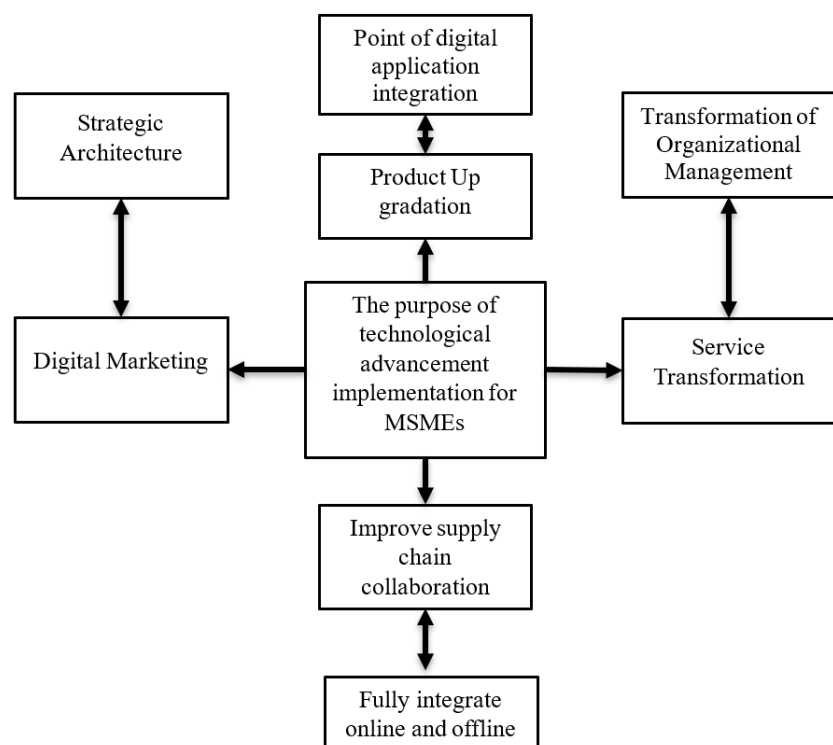 Point of digital
application
integration
Strategic
Architecture
Transformation of
Organizational
Management
Product Up
gradation
The purpose of
technological
advancement
implementation for
MSMEs
Digital Marketing
Service
Transformation
Improve supply
chain
collaboration
Fully integrate
online and offline